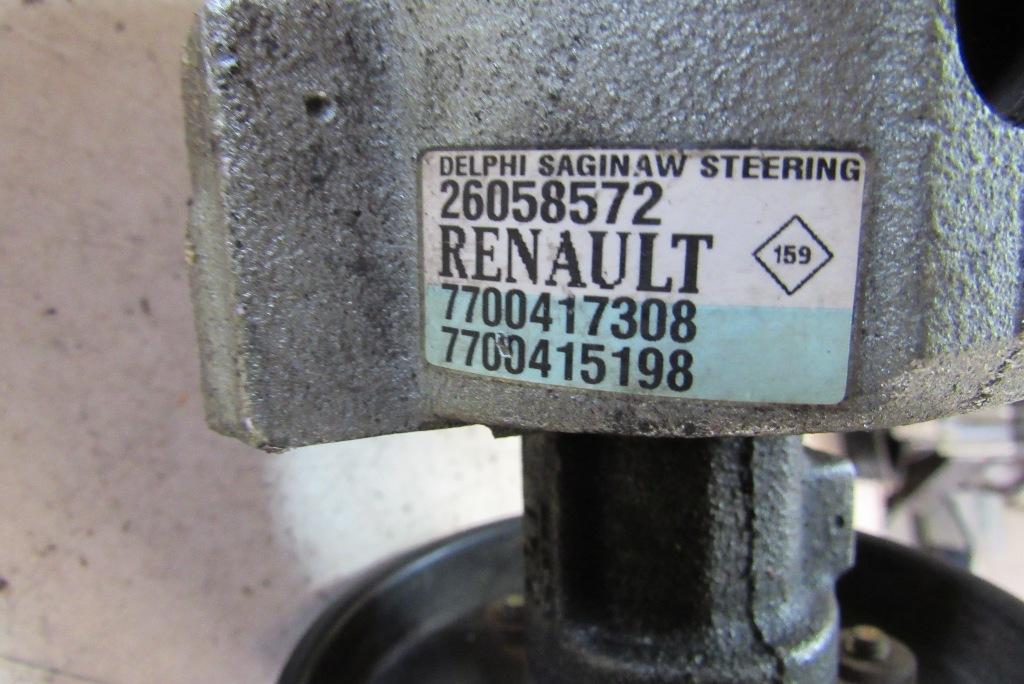 DELPHI SAGINAW STEERING
26058572
RENAULT
159
7700417308
7700415198